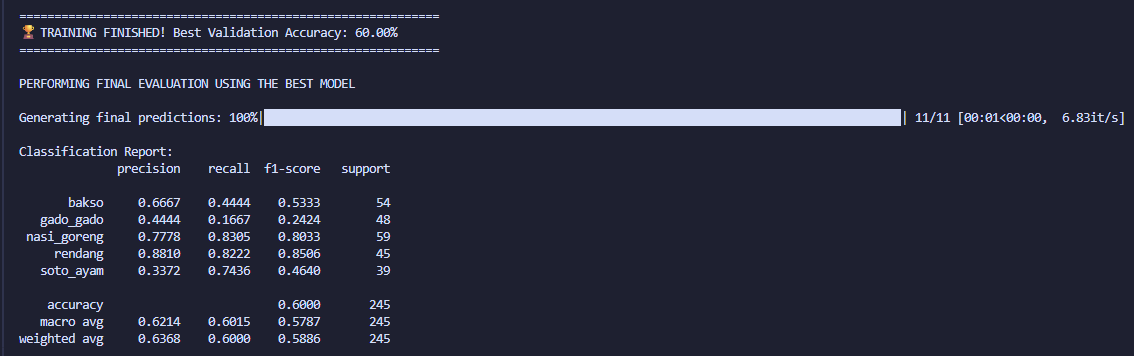 ============================================================
🏆 TRAINING FINISHED! Best Validation Accuracy: 60.00%
============================================================
PERFORMING FINAL EVALUATION USING THE BEST MODEL
Generating final predictions: 100%|██████████| 11/11 [00:01<00:00,  6.83it/s]
Classification Report:
              precision    recall  f1-score   support
       bakso     0.6667    0.4444    0.5333        54
   gado_gado     0.4444    0.1667    0.2424        48
 nasi_goreng     0.7778    0.8305    0.8033        59
     rendang     0.8810    0.8222    0.8506        45
   soto_ayam     0.3372    0.7436    0.4640        39
    accuracy                         0.6000       245
   macro avg     0.6214    0.6015    0.5787       245
weighted avg     0.6368    0.6000    0.5886       245